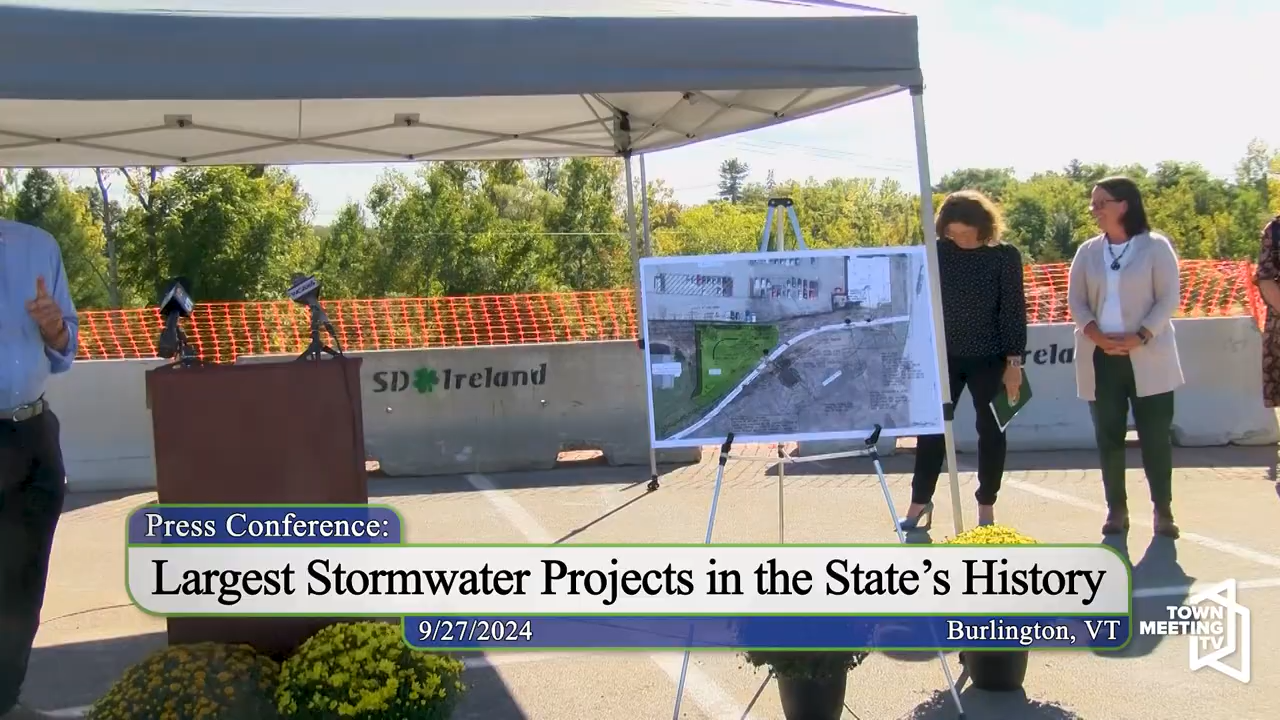 SD Ireland
rela
Press Conference:
Largest Stormwater Projects in the State's History
9/27/2024
Burlington, VT
TOWN
MEETING
TV